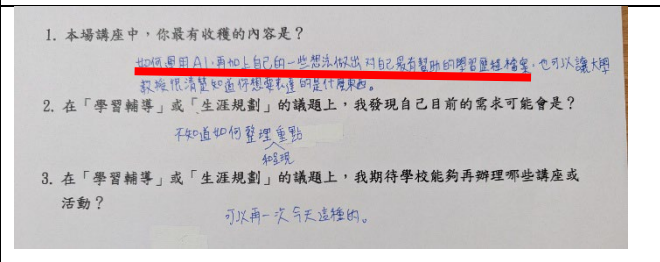 1. 本場講座中，你最有收穫的內容是？
如何運用AI，再加上自己的一些想法做出對自己最有幫助的學習歷程檔案，也可以讓大學
教授很清楚知道你想要表達的是什麼東西。
2. 在「學習輔導」或「生涯規劃」的議題上，我發現自己目前的需求可能會是？
不知道如何整理重點
和呈現
3. 在「學習輔導」或「生涯規劃」的議題上，我期待學校能夠再辦理哪些講座或
活動？
可以再一次今天這種的。